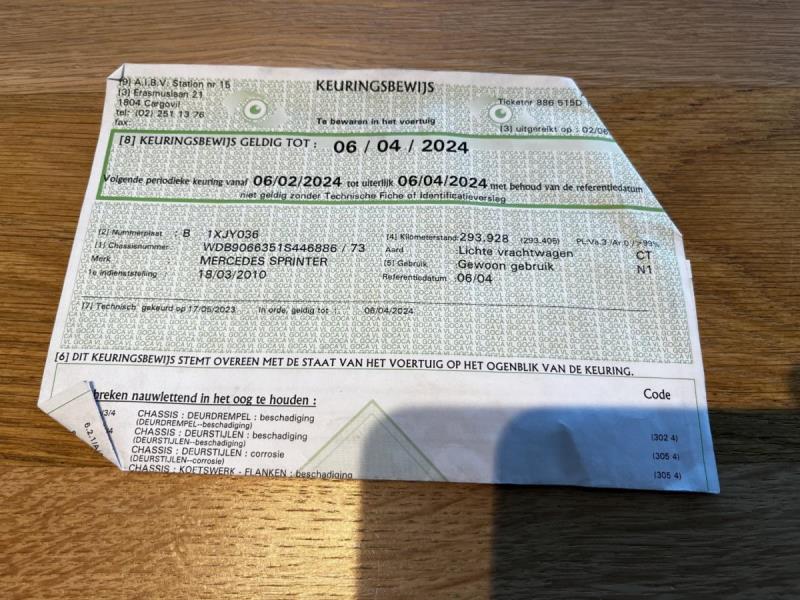 (9) A.I.B.V. Station nr 15
[3] Erasmuslaan 21
1804 Cargovil
tel: (02) 251 13 76
fax:
KEURINGSBEWIJS
Te bewaren in het voertuig
Ticketnr 886 515D
[3] uitgereikt op : 02/06
[8] KEURINGSBEWIJS GELDIG TOT : 06 / 04 / 2024
Volgende periodieke keuring vanaf 06/02/2024 tot uiterlijk 06/04/2024 met behoud van de referentiedatum
niet geldig zonder Technische Fiche of Identificatieverslag
[2] Nummerplaat : B 1XJY036
[1] Chassisnummer WDB9066351S446886 / 73
Merk MERCEDES SPRINTER
1e indienststelling 18/03/2010
[4] Kilometerstand: 293.928 (293.405)
Aard Lichte vrachtwagen CT
[5] Gebruik Gewoon gebruik N1
Referentiedatum 06/04
[7] Technisch gekeurd op 17/05/2023 In orde, geldig tot 06/04/2024
[6] DIT KEURINGSBEWIJS STEMT OVEREEN MET DE STAAT VAN HET VOERTUIG OP HET OGENBLIK VAN DE KEURING.
breken nauwlettend in het oog te houden : Code
CHASSIS : DEURDREMPEL : beschadiging
(DEURDREMPEL--beschadiging) (302 4)
CHASSIS : DEURSTIJLEN : beschadiging
(DEURSTIJLEN--beschadiging) (305 4)
CHASSIS : DEURSTIJLEN : corrosie
(DEURSTIJLEN--corrosie) (305 4)
CHASSIS : KOETSWERK - FLANKEN : beschadiging